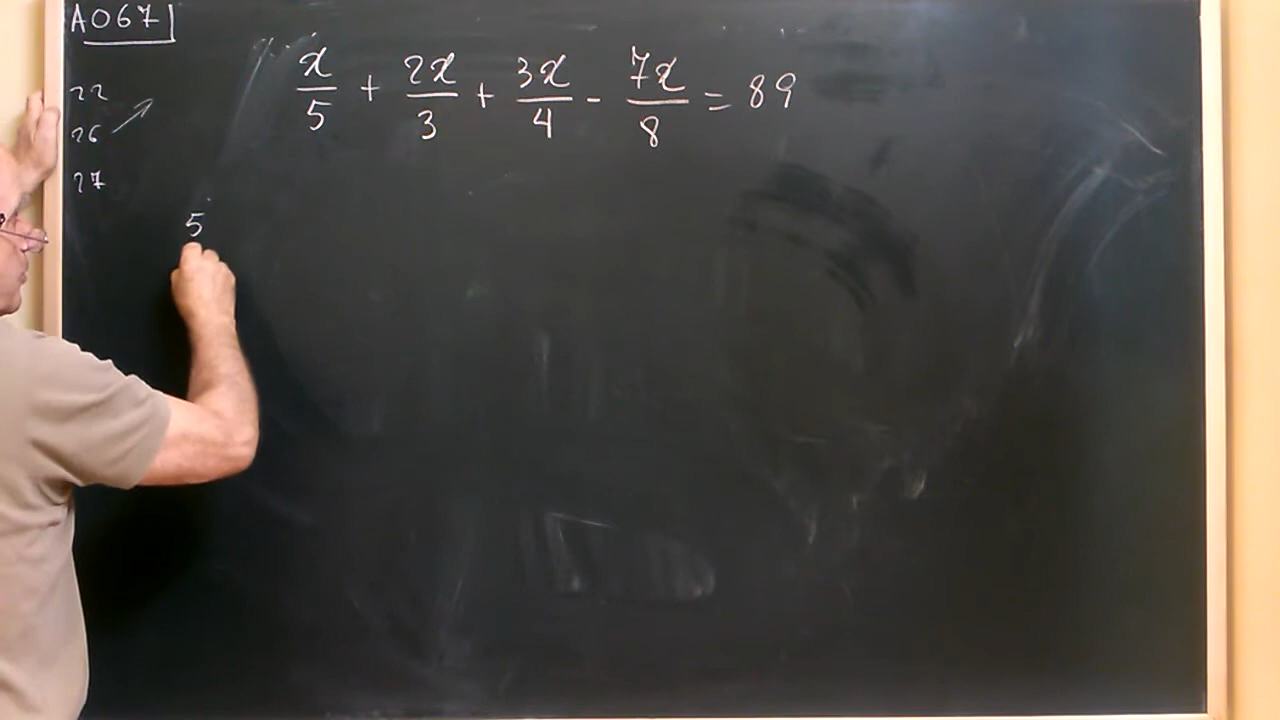 A067
x/5 + 2x/3 + 3x/4 - 7x/8 = 89
22
26
27
5